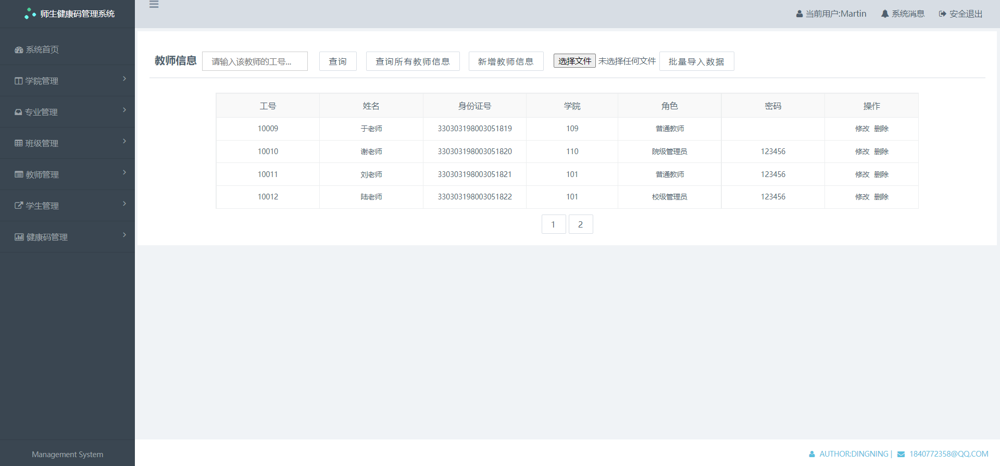 师生健康码管理系统
当前用户:Martin 系统消息 安全退出
系统首页
学院管理
专业管理
班级管理
教师管理
学生管理
健康码管理
Management System
教师信息 请输入该教师的工号... 查询 查询所有教师信息 新增教师信息 选择文件 未选择任何文件 批量导入数据
工号 姓名 身份证号 学院 角色 密码 操作
10009 于老师 330303198003051819 109 普通教师 修改 删除
10010 谢老师 330303198003051820 110 院级管理员 123456 修改 删除
10011 刘老师 330303198003051821 101 普通教师 123456 修改 删除
10012 陆老师 330303198003051822 101 校级管理员 123456 修改 删除
1 2
AUTHOR:DINGNING | 1840772358@QQ.COM